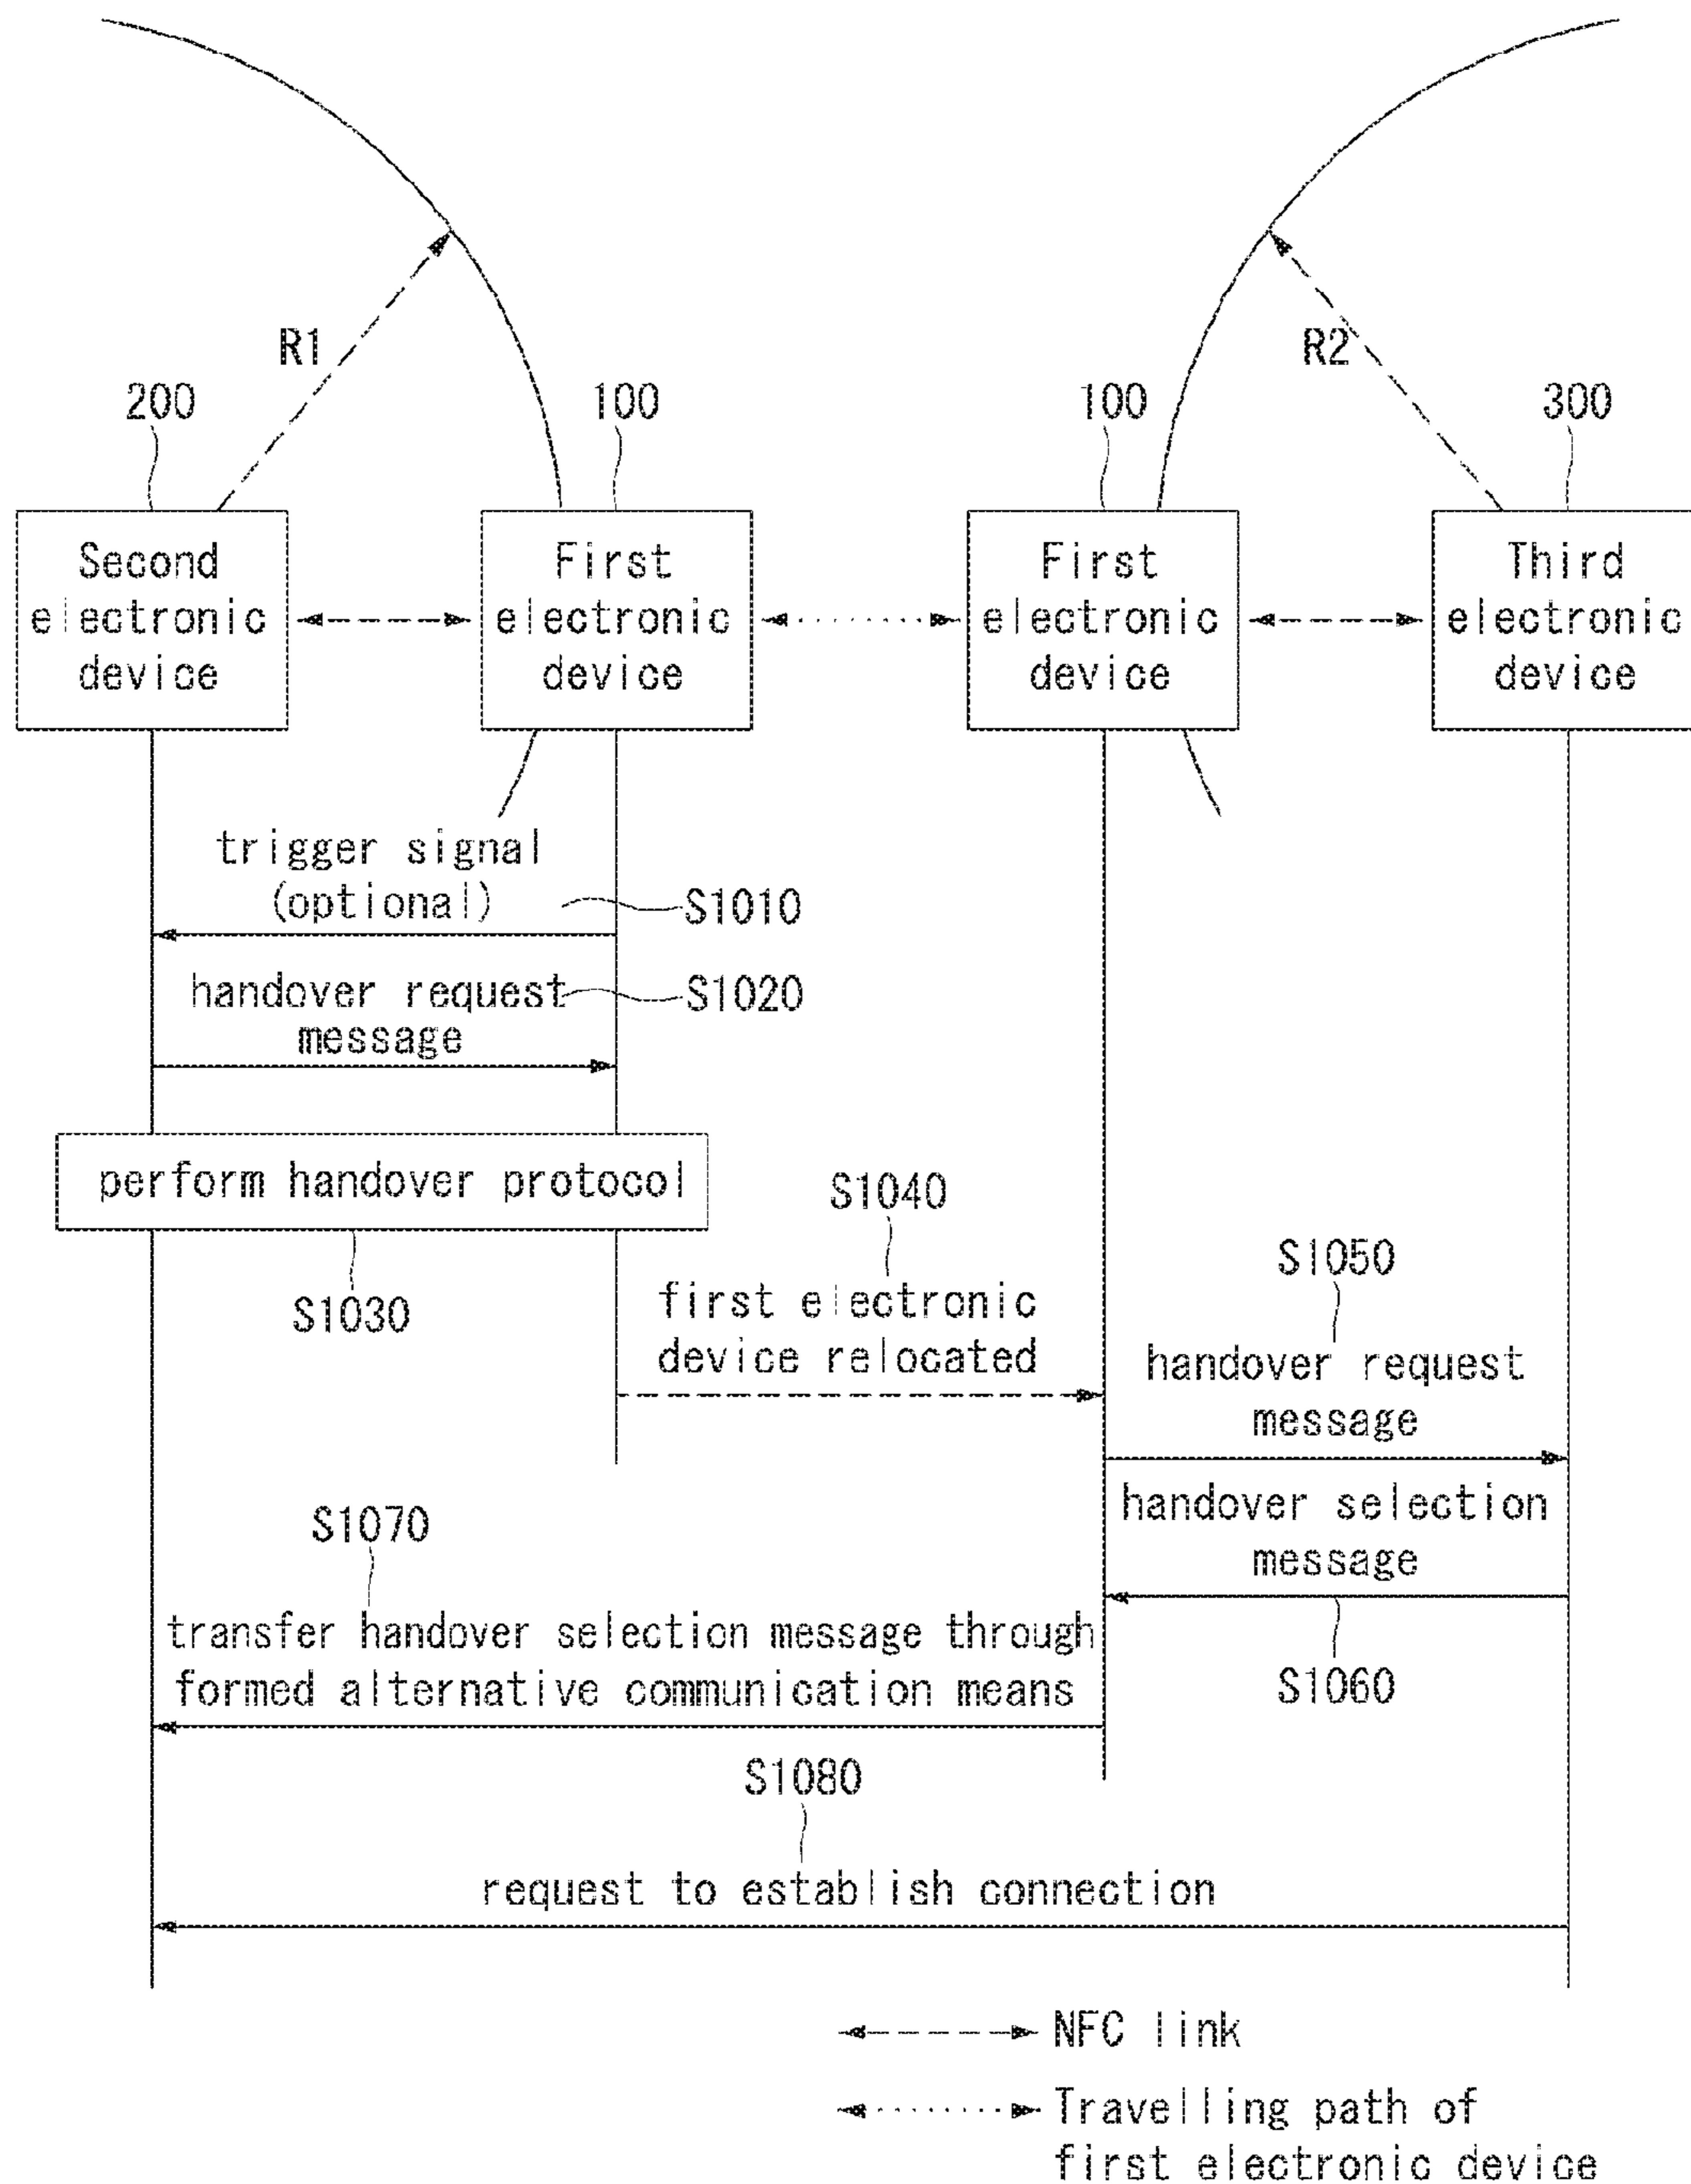 R1
R2
200
100
100
300
Second
electronic
device
First
electronic
device
First
electronic
device
Third
electronic
device
trigger signal
(optional)
S1010
handover request
message
S1020
perform handover protocol
S1030
S1040
first electronic
device relocated
S1050
handover request
message
handover selection
message
S1060
S1070
transfer handover selection message through
formed alternative communication means
S1080
request to establish connection
NFC link
Travelling path of
first electronic device